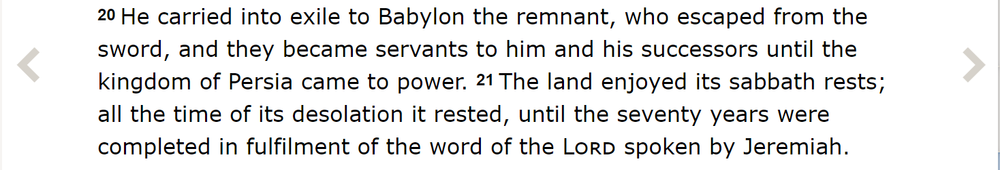 20 He carried into exile to Babylon the remnant, who escaped from the
sword, and they became servants to him and his successors until the
kingdom of Persia came to power. 21 The land enjoyed its sabbath rests;
all the time of its desolation it rested, until the seventy years were
completed in fulfilment of the word of the LORD spoken by Jeremiah.